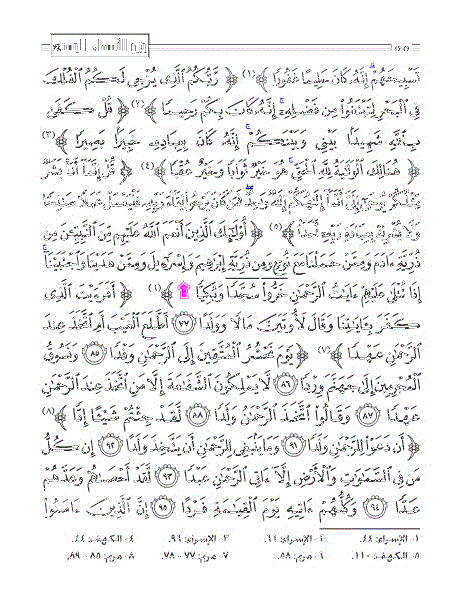 الأسماء الحسنى
تَسْبِيحَهُمْ إِنَّهُۥ كَانَ حَلِيمًا غَفُورًا ﴾(١) ﴿ رَّبُّكُمُ ٱلَّذِى يُزْجِى لَكُمُ ٱلْفُلْكَ
فِى ٱلْبَحْرِ لِتَبْتَغُوا۟ مِن فَضْلِهِۦٓ إِنَّهُۥ كَانَ بِكُمْ رَحِيمًا ﴾(٢) ﴿ قُلْ كَفَىٰ
بِٱللَّهِ شَهِيدًۢا بَيْنِى وَبَيْنَكُمْ إِنَّهُۥ كَانَ بِعِبَادِهِۦ خَبِيرًۢا بَصِيرًا ﴾(٣)
﴿ هُنَالِكَ ٱلْوَلَٰيَةُ لِلَّهِ ٱلْحَقِّ هُوَ خَيْرٌ ثَوَابًا وَخَيْرٌ عُقْبًا ﴾(٤) ﴿ قُلْ إِنَّمَآ أَنَا۠ بَشَرٌ
مِّثْلُكُمْ يُوحَىٰٓ إِلَىَّ أَنَّمَآ إِلَٰهُكُمْ إِلَٰهٌ وَٰحِدٌ فَمَن كَانَ يَرْجُوا۟ لِقَآءَ رَبِّهِۦ فَلْيَعْمَلْ عَمَلًا صَٰلِحًا
وَلَا يُشْرِكْ بِعِبَادَةِ رَبِّهِۦٓ أَحَدًۢا ﴾(٥) ﴿ أُو۟لَٰٓئِكَ ٱلَّذِينَ أَنْعَمَ ٱللَّهُ عَلَيْهِم مِّنَ ٱلنَّبِيِّـۧنَ مِن
ذُرِّيَّةِ ءَادَمَ وَمِمَّنْ حَمَلْنَا مَعَ نُوحٍ وَمِن ذُرِّيَّةِ إِبْرَٰهِيمَ وَإِسْرَٰٓءِيلَ وَمِمَّنْ هَدَيْنَا وَٱجْتَبَيْنَآ
إِذَا تُتْلَىٰ عَلَيْهِمْ ءَايَٰتُ ٱلرَّحْمَٰنِ خَرُّوا۟ سُجَّدًا وَبُكِيًّا ۩ ﴾(٦) ﴿ أَفَرَءَيْتَ ٱلَّذِى
كَفَرَ بِـَٔايَٰتِنَا وَقَالَ لَأُوتَيَنَّ مَالًا وَوَلَدًا (٧٧) أَطَّلَعَ ٱلْغَيْبَ أَمِ ٱتَّخَذَ عِندَ
ٱلرَّحْمَٰنِ عَهْدًا ﴾(٧) ﴿ يَوْمَ نَحْشُرُ ٱلْمُتَّقِينَ إِلَى ٱلرَّحْمَٰنِ وَفْدًا (٨٥) وَنَسُوقُ
ٱلْمُجْرِمِينَ إِلَىٰ جَهَنَّمَ وِرْدًا (٨٦) لَّا يَمْلِكُونَ ٱلشَّفَٰعَةَ إِلَّا مَنِ ٱتَّخَذَ عِندَ ٱلرَّحْمَٰنِ
عَهْدًا (٨٧) وَقَالُوا۟ ٱتَّخَذَ ٱلرَّحْمَٰنُ وَلَدًا (٨٨) لَّقَدْ جِئْتُمْ شَيْـًٔا إِدًّا ﴾(٨)
﴿ أَن دَعَوْا۟ لِلرَّحْمَٰنِ وَلَدًا (٩١) وَمَا يَنۢبَغِى لِلرَّحْمَٰنِ أَن يَتَّخِذَ وَلَدًا (٩٢) إِن كُلُّ
مَن فِى ٱلسَّمَٰوَٰتِ وَٱلْأَرْضِ إِلَّآ ءَاتِى ٱلرَّحْمَٰنِ عَبْدًا (٩٣) لَّقَدْ أَحْصَىٰهُمْ وَعَدَّهُمْ
عَدًّا (٩٤) وَكُلُّهُمْ ءَاتِيهِ يَوْمَ ٱلْقِيَٰمَةِ فَرْدًا (٩٥) إِنَّ ٱلَّذِينَ ءَامَنُوا۟
١- الإسراء: ٤٤. ٢- الإسراء: ٦٦. ٣- الإسراء: ٩٦. ٤- الكهف: ٤٤.
٥- الكهف: ١١٠. ٦- مريم: ٥٨. ٧- مريم: ٧٧ - ٧٨. ٨- مريم: ٨٥ - ٨٩.